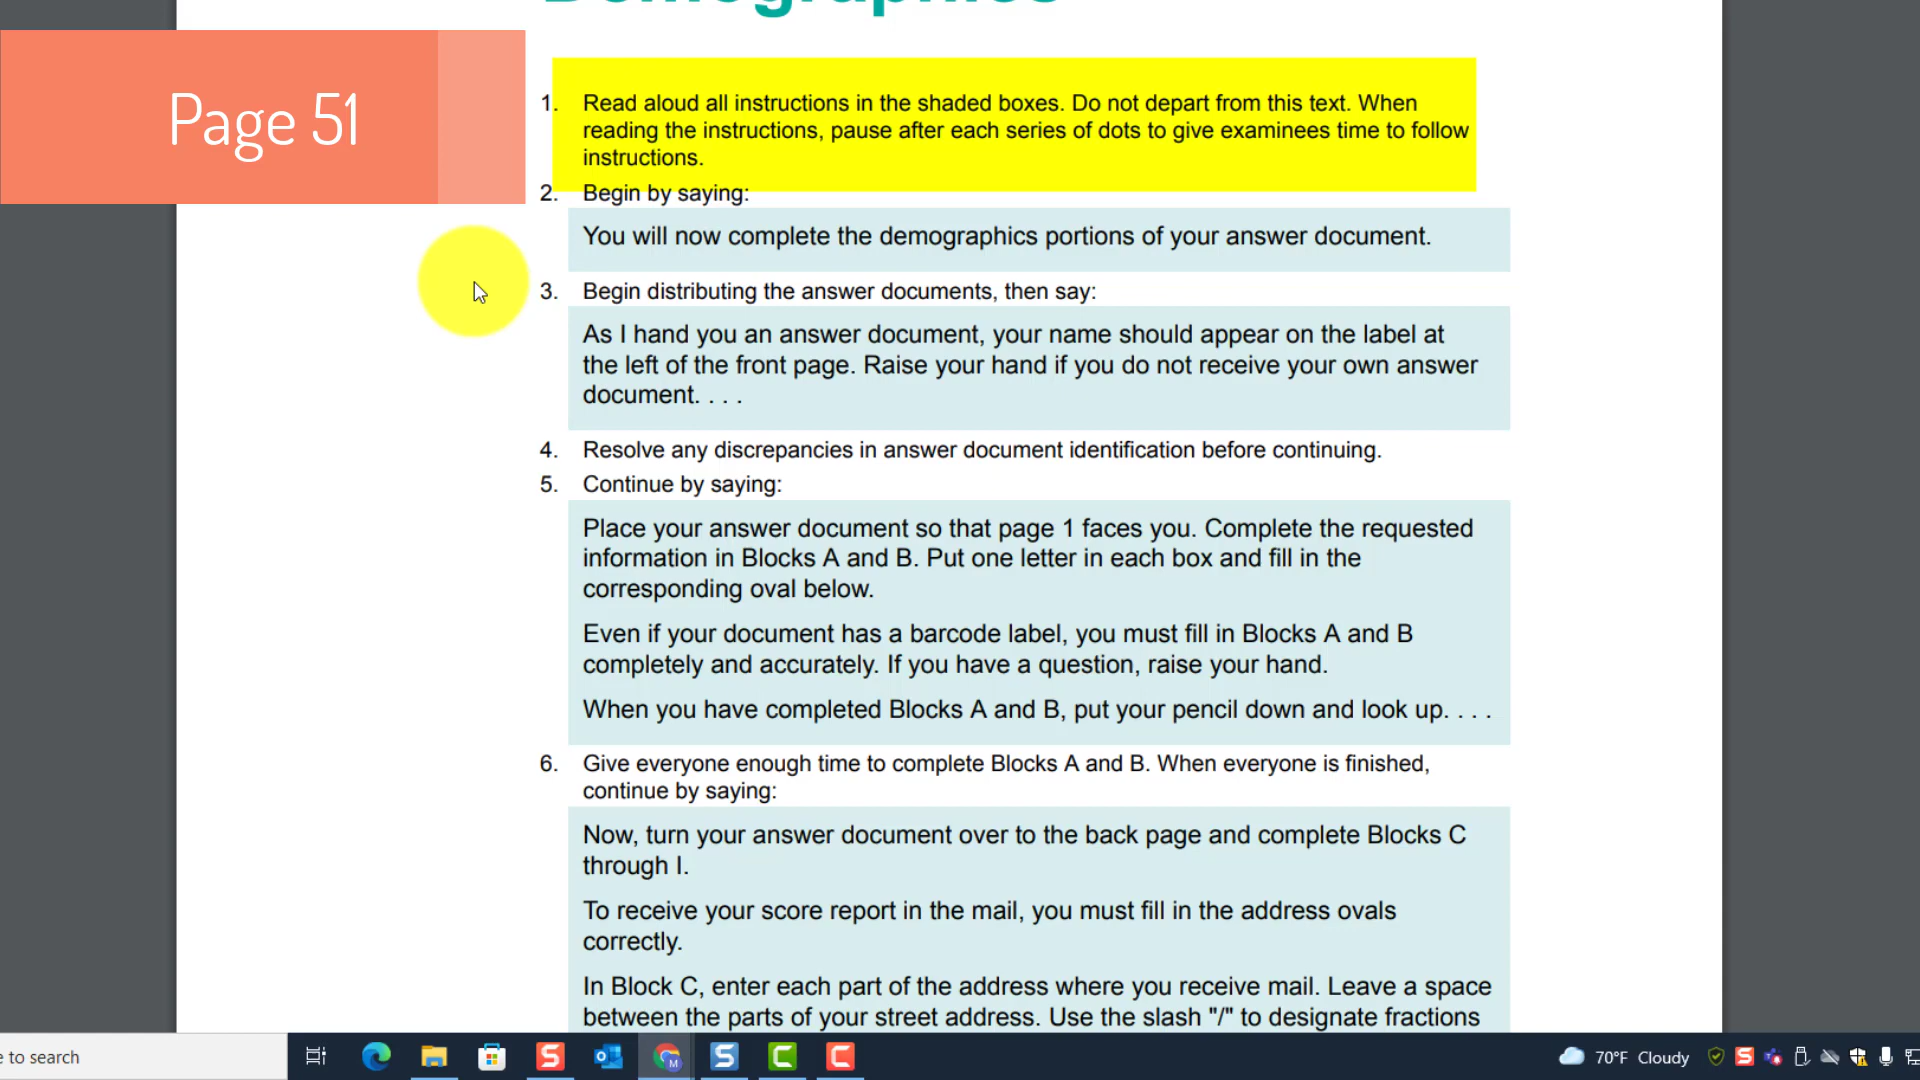 Demographics
Page 51
1. Read aloud all instructions in the shaded boxes. Do not depart from this text. When
reading the instructions, pause after each series of dots to give examinees time to follow
instructions.
2. Begin by saying:
You will now complete the demographics portions of your answer document.
3. Begin distributing the answer documents, then say:
As I hand you an answer document, your name should appear on the label at
the left of the front page. Raise your hand if you do not receive your own answer
document. . . .
4. Resolve any discrepancies in answer document identification before continuing.
5. Continue by saying:
Place your answer document so that page 1 faces you. Complete the requested
information in Blocks A and B. Put one letter in each box and fill in the
corresponding oval below.
Even if your document has a barcode label, you must fill in Blocks A and B
completely and accurately. If you have a question, raise your hand.
When you have completed Blocks A and B, put your pencil down and look up. . . .
6. Give everyone enough time to complete Blocks A and B. When everyone is finished,
continue by saying:
Now, turn your answer document over to the back page and complete Blocks C
through I.
To receive your score report in the mail, you must fill in the address ovals
correctly.
In Block C, enter each part of the address where you receive mail. Leave a space
between the parts of your street address. Use the slash "/" to designate fractions
e to search
70°F Cloudy